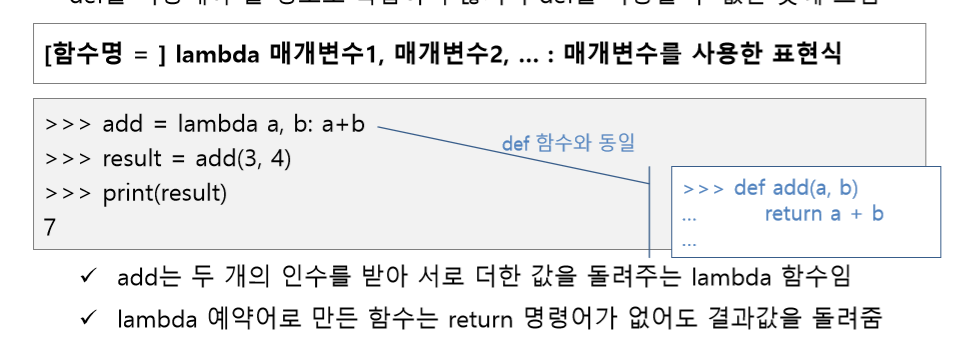 [함수명 = ] lambda 매개변수1, 매개변수2, ... : 매개변수를 사용한 표현식
>>> add = lambda a, b: a+b
def 함수와 동일
>>> result = add(3, 4)
>>> print(result)
7
>>> def add(a, b)
... return a + b
...
✓ add는 두 개의 인수를 받아 서로 더한 값을 돌려주는 lambda 함수임
✓ lambda 예약어로 만든 함수는 return 명령어가 없어도 결과값을 돌려줌